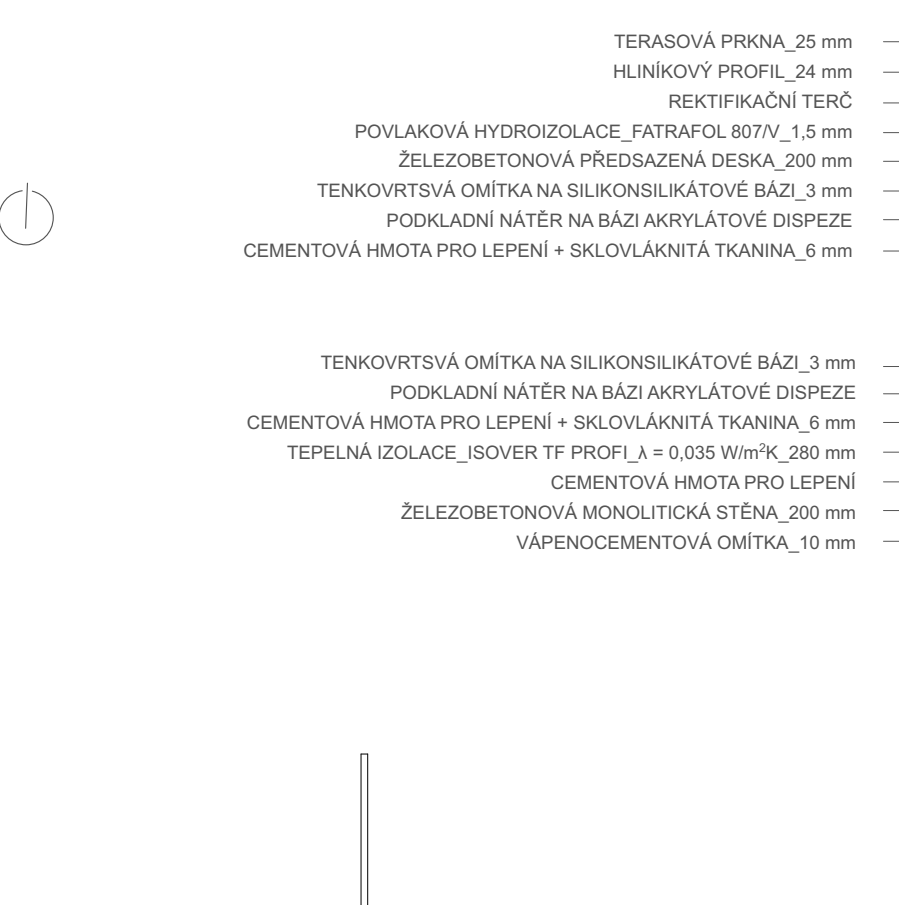 TERASOVÁ PRKNA_25 mm
HLINÍKOVÝ PROFIL_24 mm
REKTIFIKAČNÍ TERČ
POVLAKOVÁ HYDROIZOLACE_FATRAFOL 807/V_1,5 mm
ŽELEZOBETONOVÁ PŘEDSAZENÁ DESKA_200 mm
TENKOVRTSVÁ OMÍTKA NA SILIKONSILIKÁTOVÉ BÁZI_3 mm
PODKLADNÍ NÁTĚR NA BÁZI AKRYLÁTOVÉ DISPEZE
CEMENTOVÁ HMOTA PRO LEPENÍ + SKLOVLÁKNITÁ TKANINA_6 mm
TENKOVRTSVÁ OMÍTKA NA SILIKONSILIKÁTOVÉ BÁZI_3 mm
PODKLADNÍ NÁTĚR NA BÁZI AKRYLÁTOVÉ DISPEZE
CEMENTOVÁ HMOTA PRO LEPENÍ + SKLOVLÁKNITÁ TKANINA_6 mm
TEPELNÁ IZOLACE_ISOVER TF PROFI_λ = 0,035 W/m²K_280 mm
CEMENTOVÁ HMOTA PRO LEPENÍ
ŽELEZOBETONOVÁ MONOLITICKÁ STĚNA_200 mm
VÁPENOCEMENTOVÁ OMÍTKA_10 mm